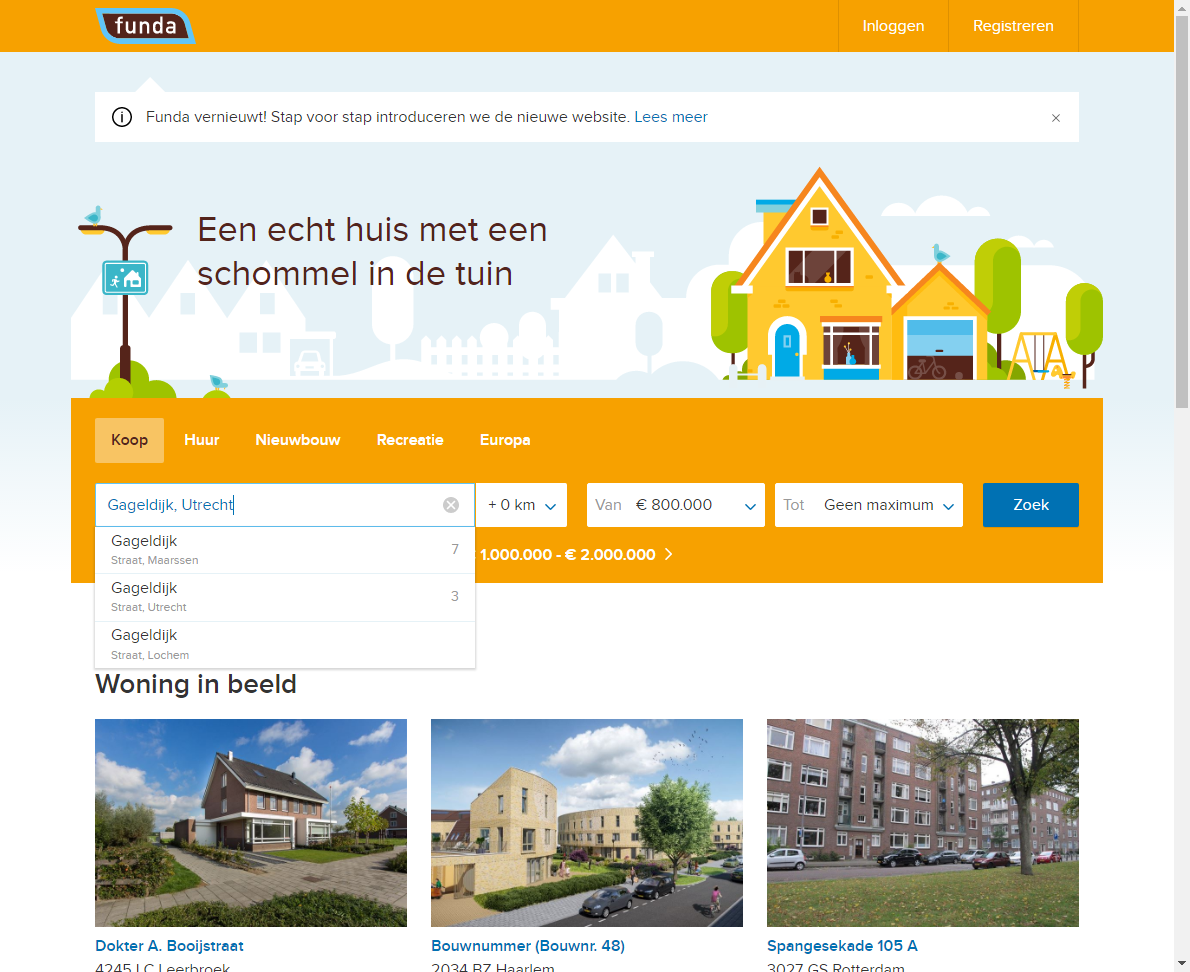 funda
Inloggen
Registreren
Funda vernieuwt! Stap voor stap introduceren we de nieuwe website. Lees meer
Een echt huis met een
schommel in de tuin
Koop
Huur
Nieuwbouw
Recreatie
Europa
Gageldijk, Utrecht
+ 0 km
Van € 800.000
Tot Geen maximum
Zoek
Gageldijk
Straat, Maarssen
7
1.000.000 - € 2.000.000
Gageldijk
Straat, Utrecht
3
Gageldijk
Straat, Lochem
Woning in beeld
Dokter A. Booijstraat
4245 LC Leerbroek
Bouwnummer (Bouwnr. 48)
2034 BZ Haarlem
Spangesekade 105 A
3027 GS Rotterdam